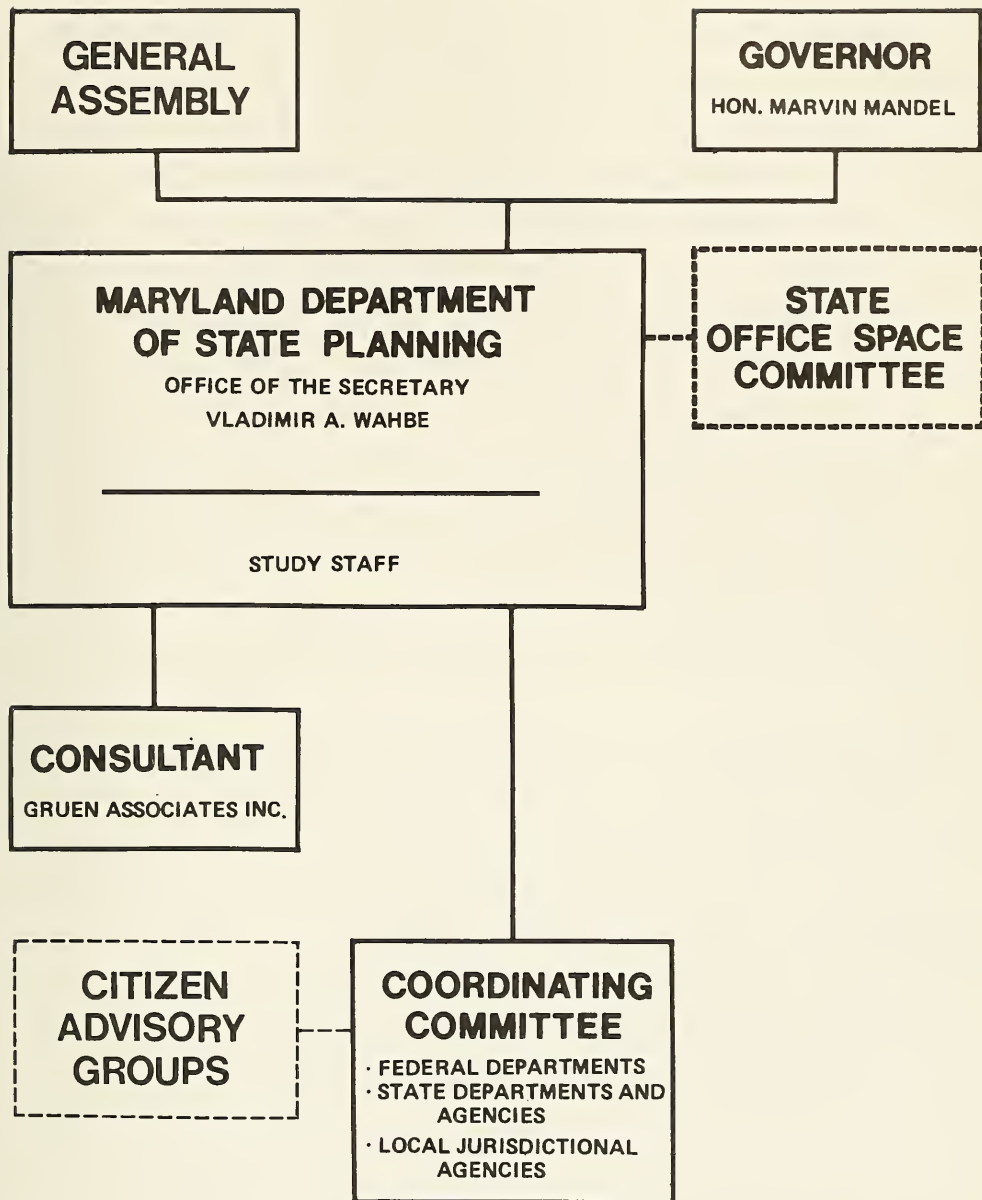 GENERAL
ASSEMBLY
GOVERNOR
HON. MARVIN MANDEL
MARYLAND DEPARTMENT
OF STATE PLANNING
OFFICE OF THE SECRETARY
VLADIMIR A. WAHBE
STUDY STAFF
STATE
OFFICE SPACE
COMMITTEE
CONSULTANT
GRUEN ASSOCIATES INC.
CITIZEN
ADVISORY
GROUPS
COORDINATING
COMMITTEE
· FEDERAL DEPARTMENTS
· STATE DEPARTMENTS AND
AGENCIES
· LOCAL JURISDICTIONAL
AGENCIES